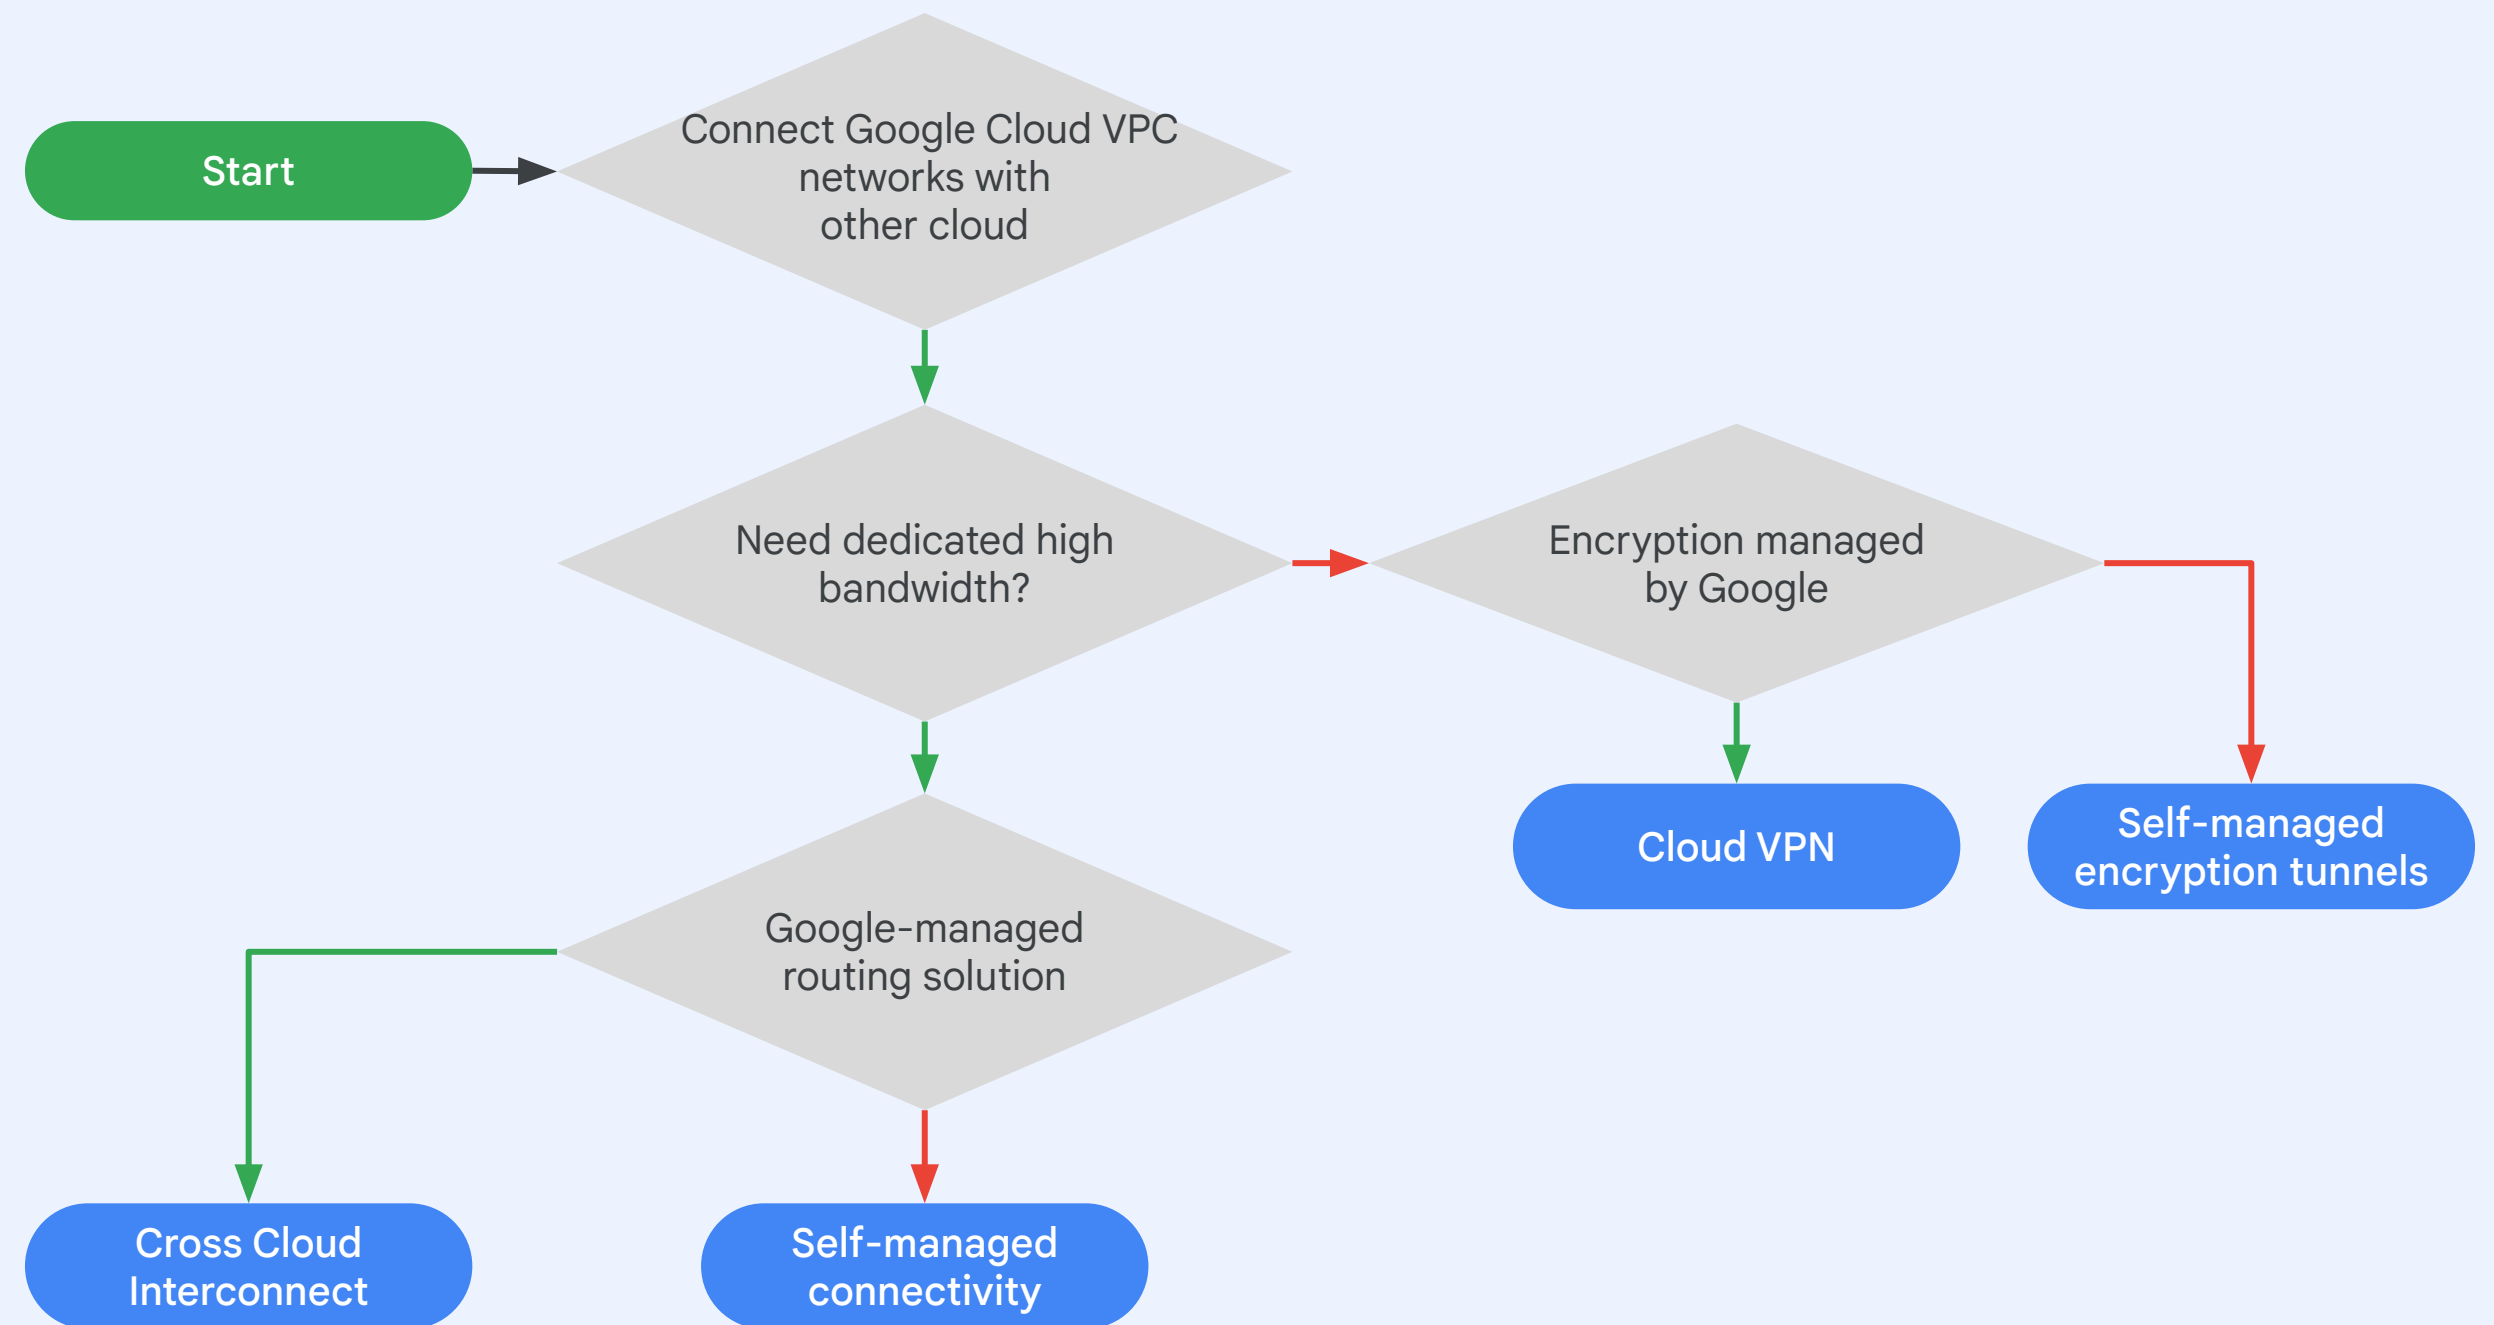 Start
Connect Google Cloud VPC
networks with
other cloud
Need dedicated high
bandwidth?
Encryption managed
by Google
Cloud VPN
Self-managed
encryption tunnels
Google-managed
routing solution
Cross Cloud
Interconnect
Self-managed
connectivity